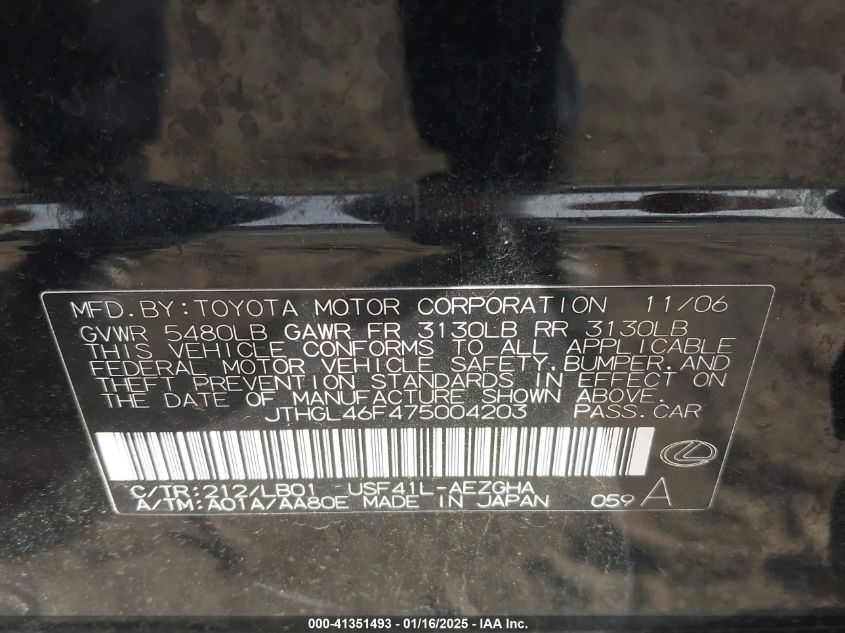 MFD.BY:TOYOTA MOTOR CORPORATION 11/06
GVWR 5480LB GAWR FR 3130LB RR 3130LB
THIS VEHICLE CONFORMS TO ALL APPLICABLE
FEDERAL MOTOR VEHICLE SAFETY,BUMPER,AND
THEFT PREVENTION STANDARDS IN EFFECT ON
THE DATE OF MANUFACTURE SHOWN ABOVE.
JTHGL46F475004203 PASS.CAR
C/TR:212/LB01 USF41L-AEZGHA
A/TM:A01A/AA80E MADE IN JAPAN 059 A
000-41351493 - 01/16/2025 - IAA Inc.